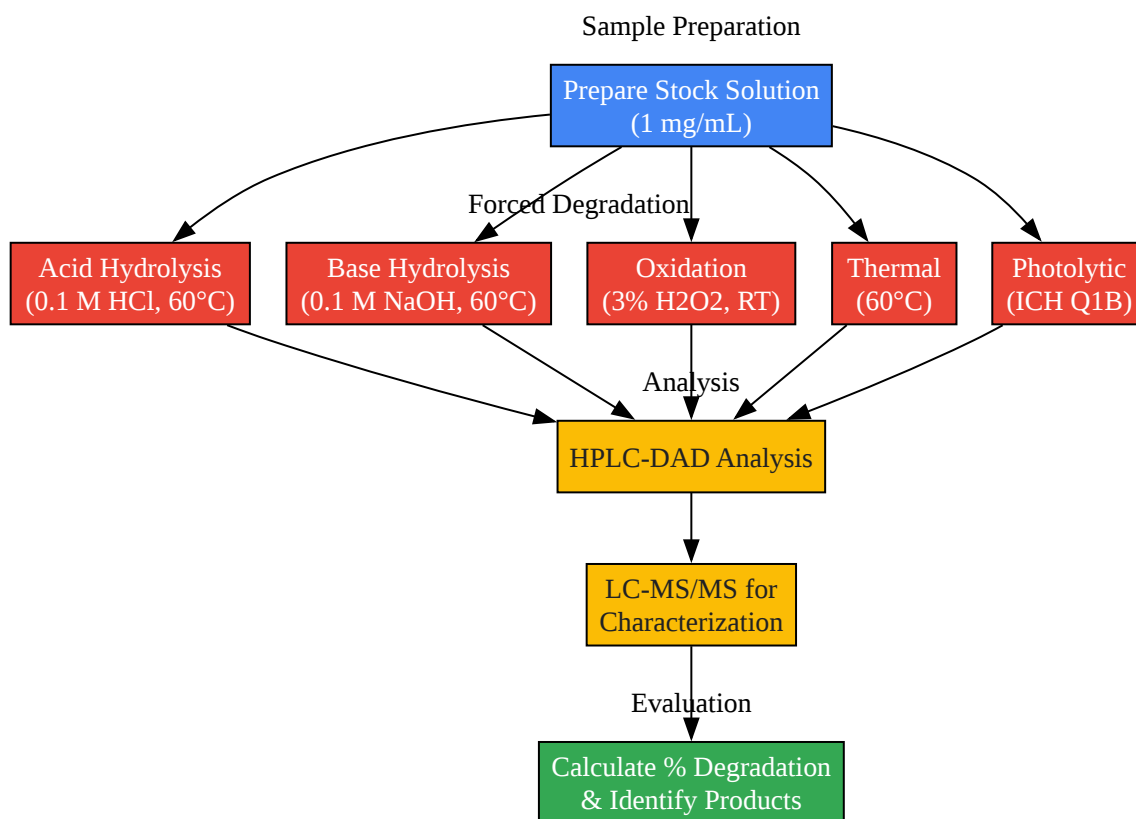 Sample Preparation
Prepare Stock Solution
(1 mg/mL)
Forced Degradation
Acid Hydrolysis
(0.1 M HCl, 60°C)
Base Hydrolysis
(0.1 M NaOH, 60°C)
Oxidation
(3% H2O2, RT)
Thermal
(60°C)
Photolytic
(ICH Q1B)
Analysis
HPLC-DAD Analysis
LC-MS/MS for
Characterization
Evaluation
Calculate % Degradation
& Identify Products